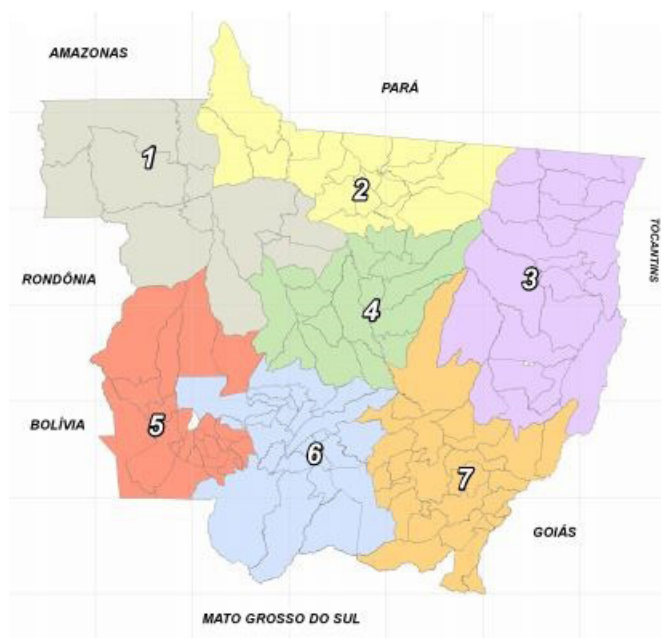 AMAZONAS
PARÁ
1
2
TOCANTINS
RONDÔNIA
3
4
BOLÍVIA
5
6
7
GOIÁS
MATO GROSSO DO SUL